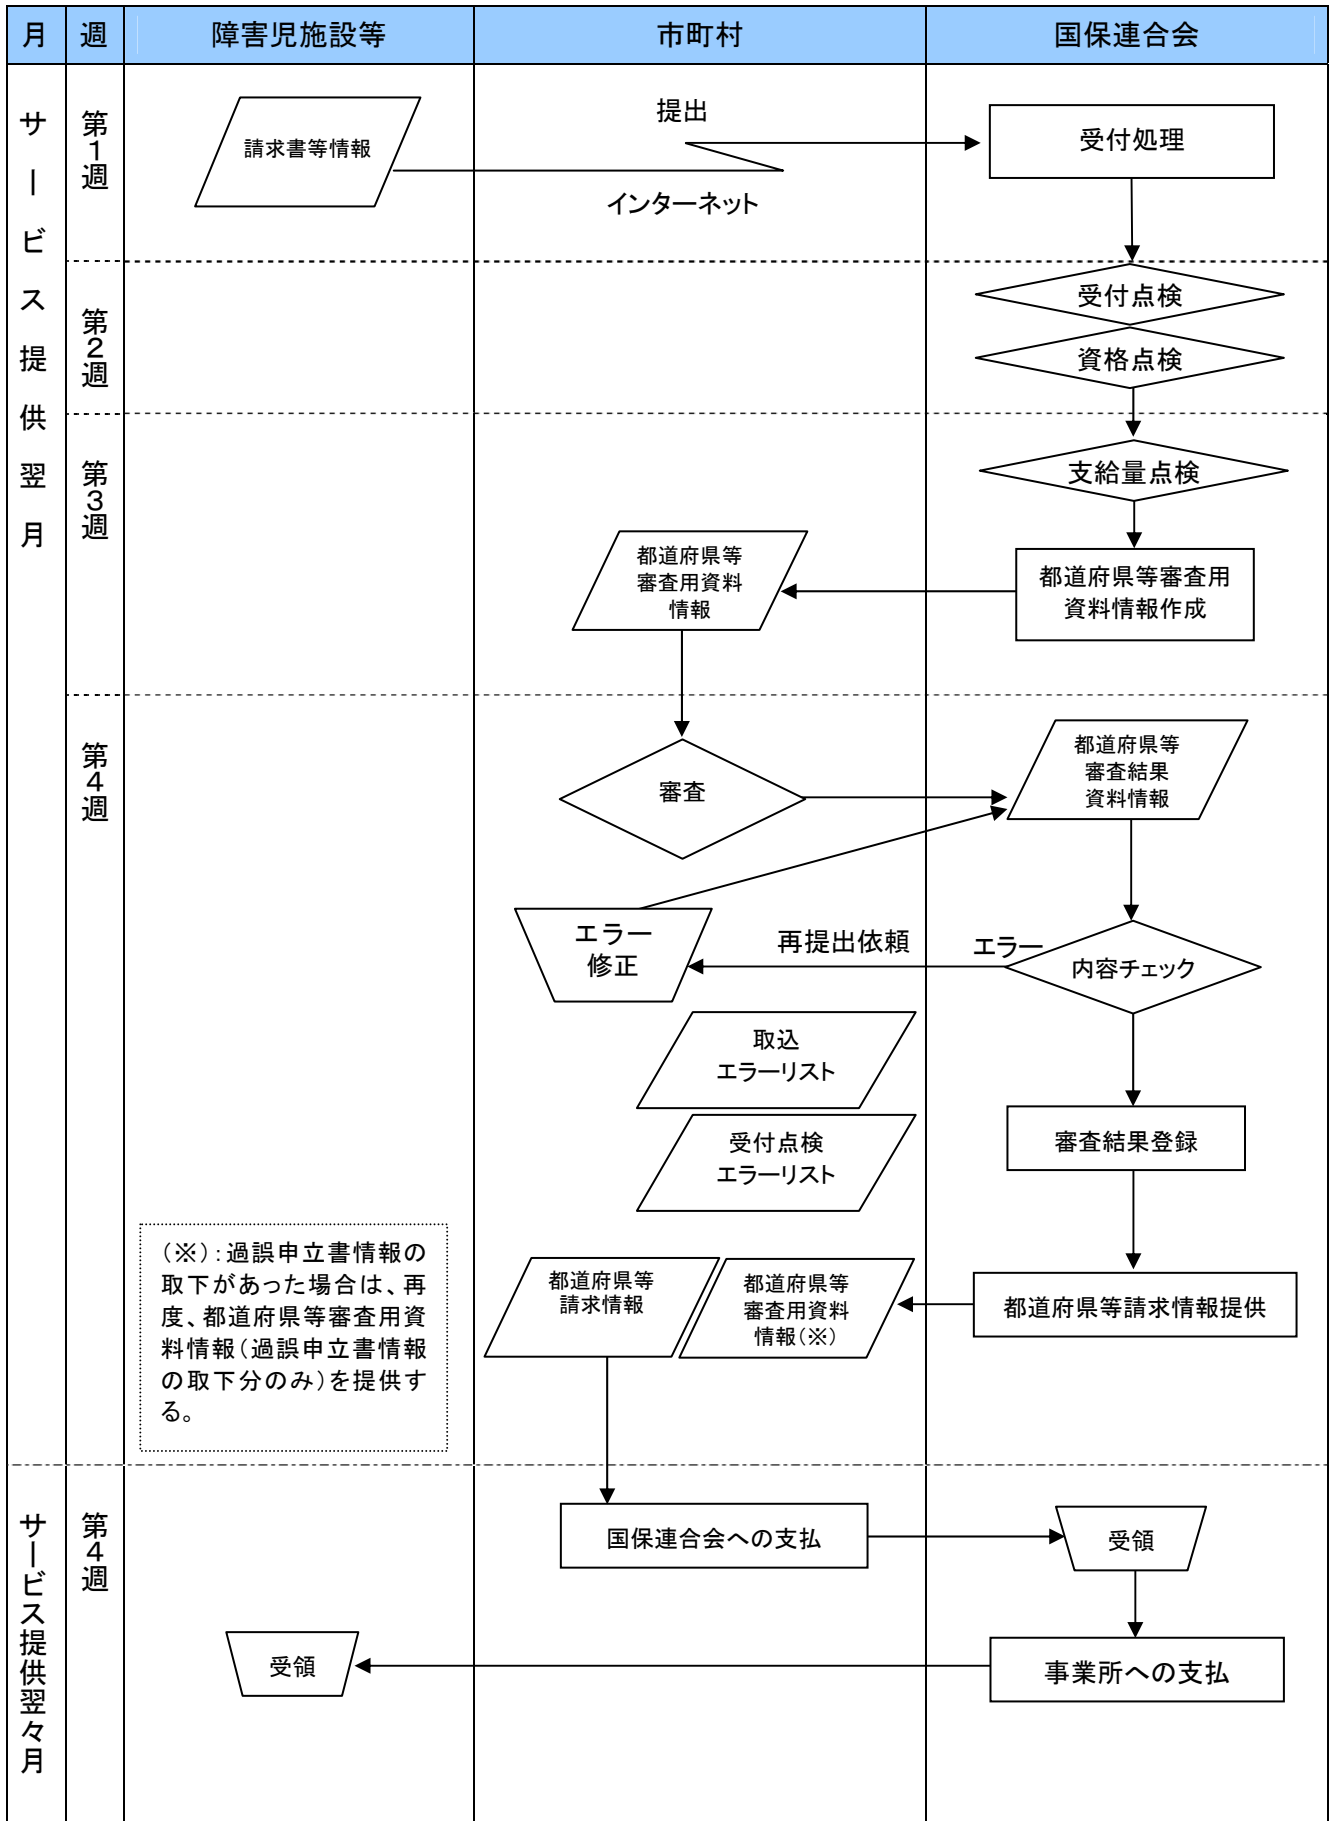 月 週 障害児施設等 市町村 国保連合会
サービス提供翌月
第1週
請求書等情報
提出
インターネット
受付処理
第2週
受付点検
資格点検
第3週
支給量点検
都道府県等
審査用資料
情報
都道府県等審査用
資料情報作成
第4週
審査
都道府県等
審査結果
資料情報
エラー
修正
再提出依頼
エラー
内容チェック
取込
エラーリスト
受付点検
エラーリスト
審査結果登録
(※):過誤申立書情報の
取下があった場合は、再
度、都道府県等審査用資
料情報(過誤申立書情報
の取下分のみ)を提供す
る。
都道府県等
請求情報
都道府県等
審査用資料
情報(※)
都道府県等請求情報提供
サービス提供翌々月
第4週
国保連合会への支払
受領
受領
事業所への支払